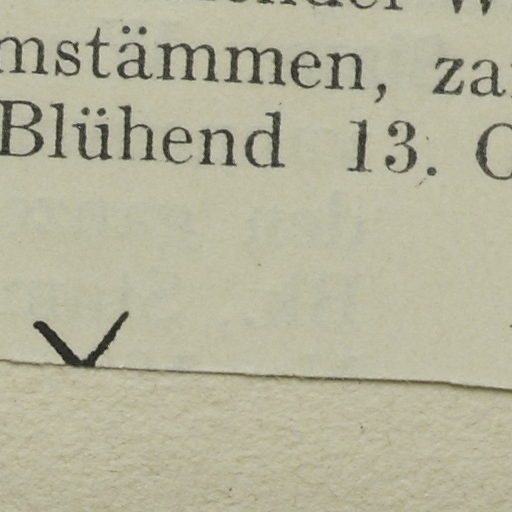 mstämmen, za
Blühend 13.